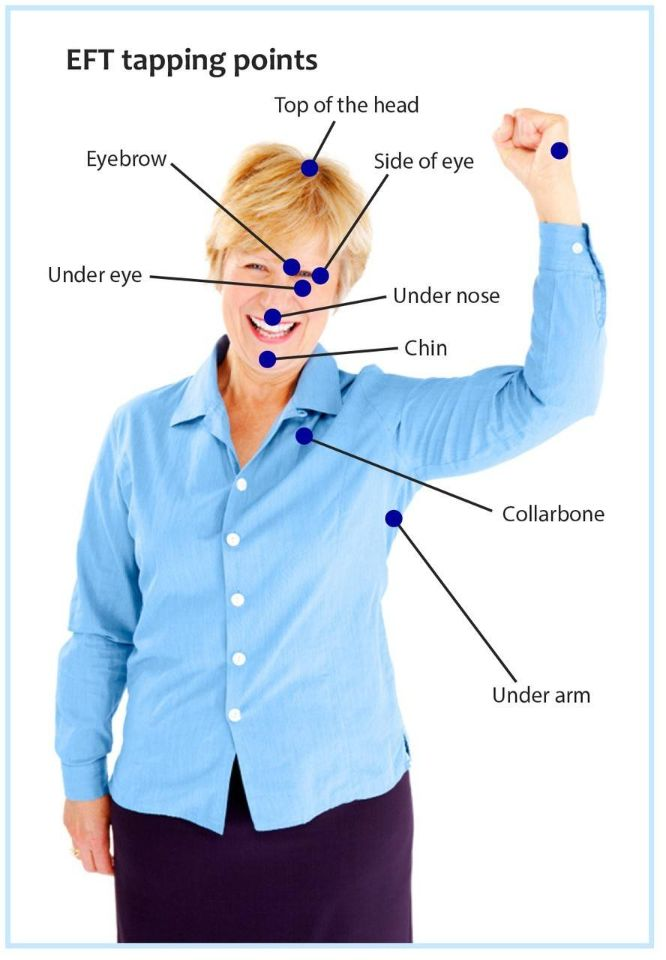 EFT tapping points
Top of the head
Eyebrow
Side of eye
Under eye
Under nose
Chin
Collarbone
Under arm